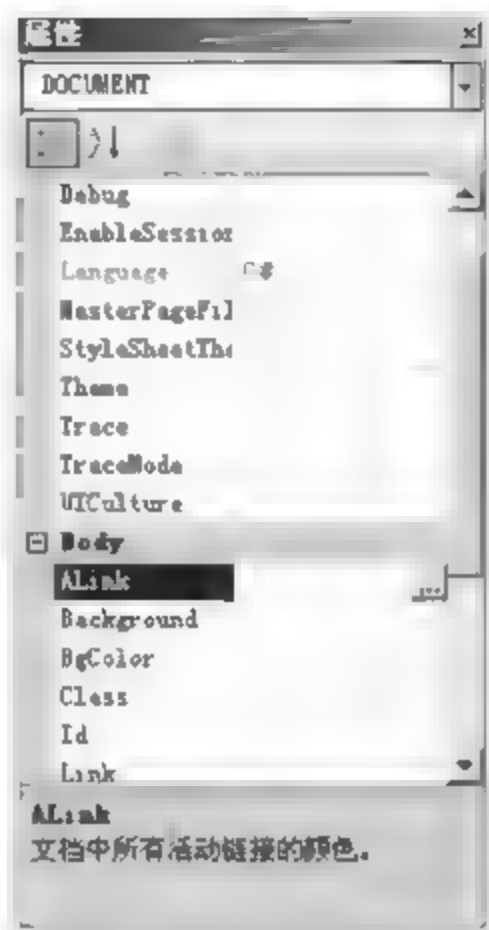 属性
DOCUMENT
Debug
EnableSession
Language C#
MasterPageFil
StyleSheetThe
Theme
Trace
TraceMode
UICulture
Body
ALink
Background
BgColor
Class
Id
Link
ALink
文档中所有活动链接的颜色。